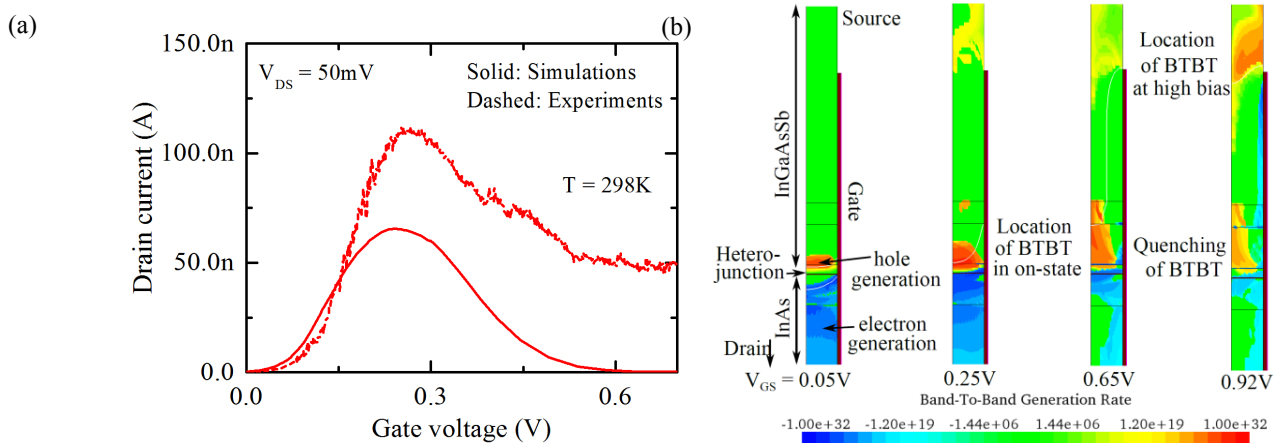 (a)
150.0n
100.0n
50.0n
0.0
Drain current (A)
V_DS = 50mV
Solid: Simulations
Dashed: Experiments
T = 298K
0.0
0.3
0.6
Gate voltage (V)
(b)
Source
InGaAsSb
Gate
Hetero-
junction
hole
generation
InAs
electron
generation
Drain
Location
of BTBT
in on-state
Location
of BTBT
at high bias
Quenching
of BTBT
V_GS = 0.05V
0.25V
0.65V
0.92V
Band-To-Band Generation Rate
-1.00e+32 -1.20e+19 -1.44e+06 1.44e+06 1.20e+19 1.00e+32